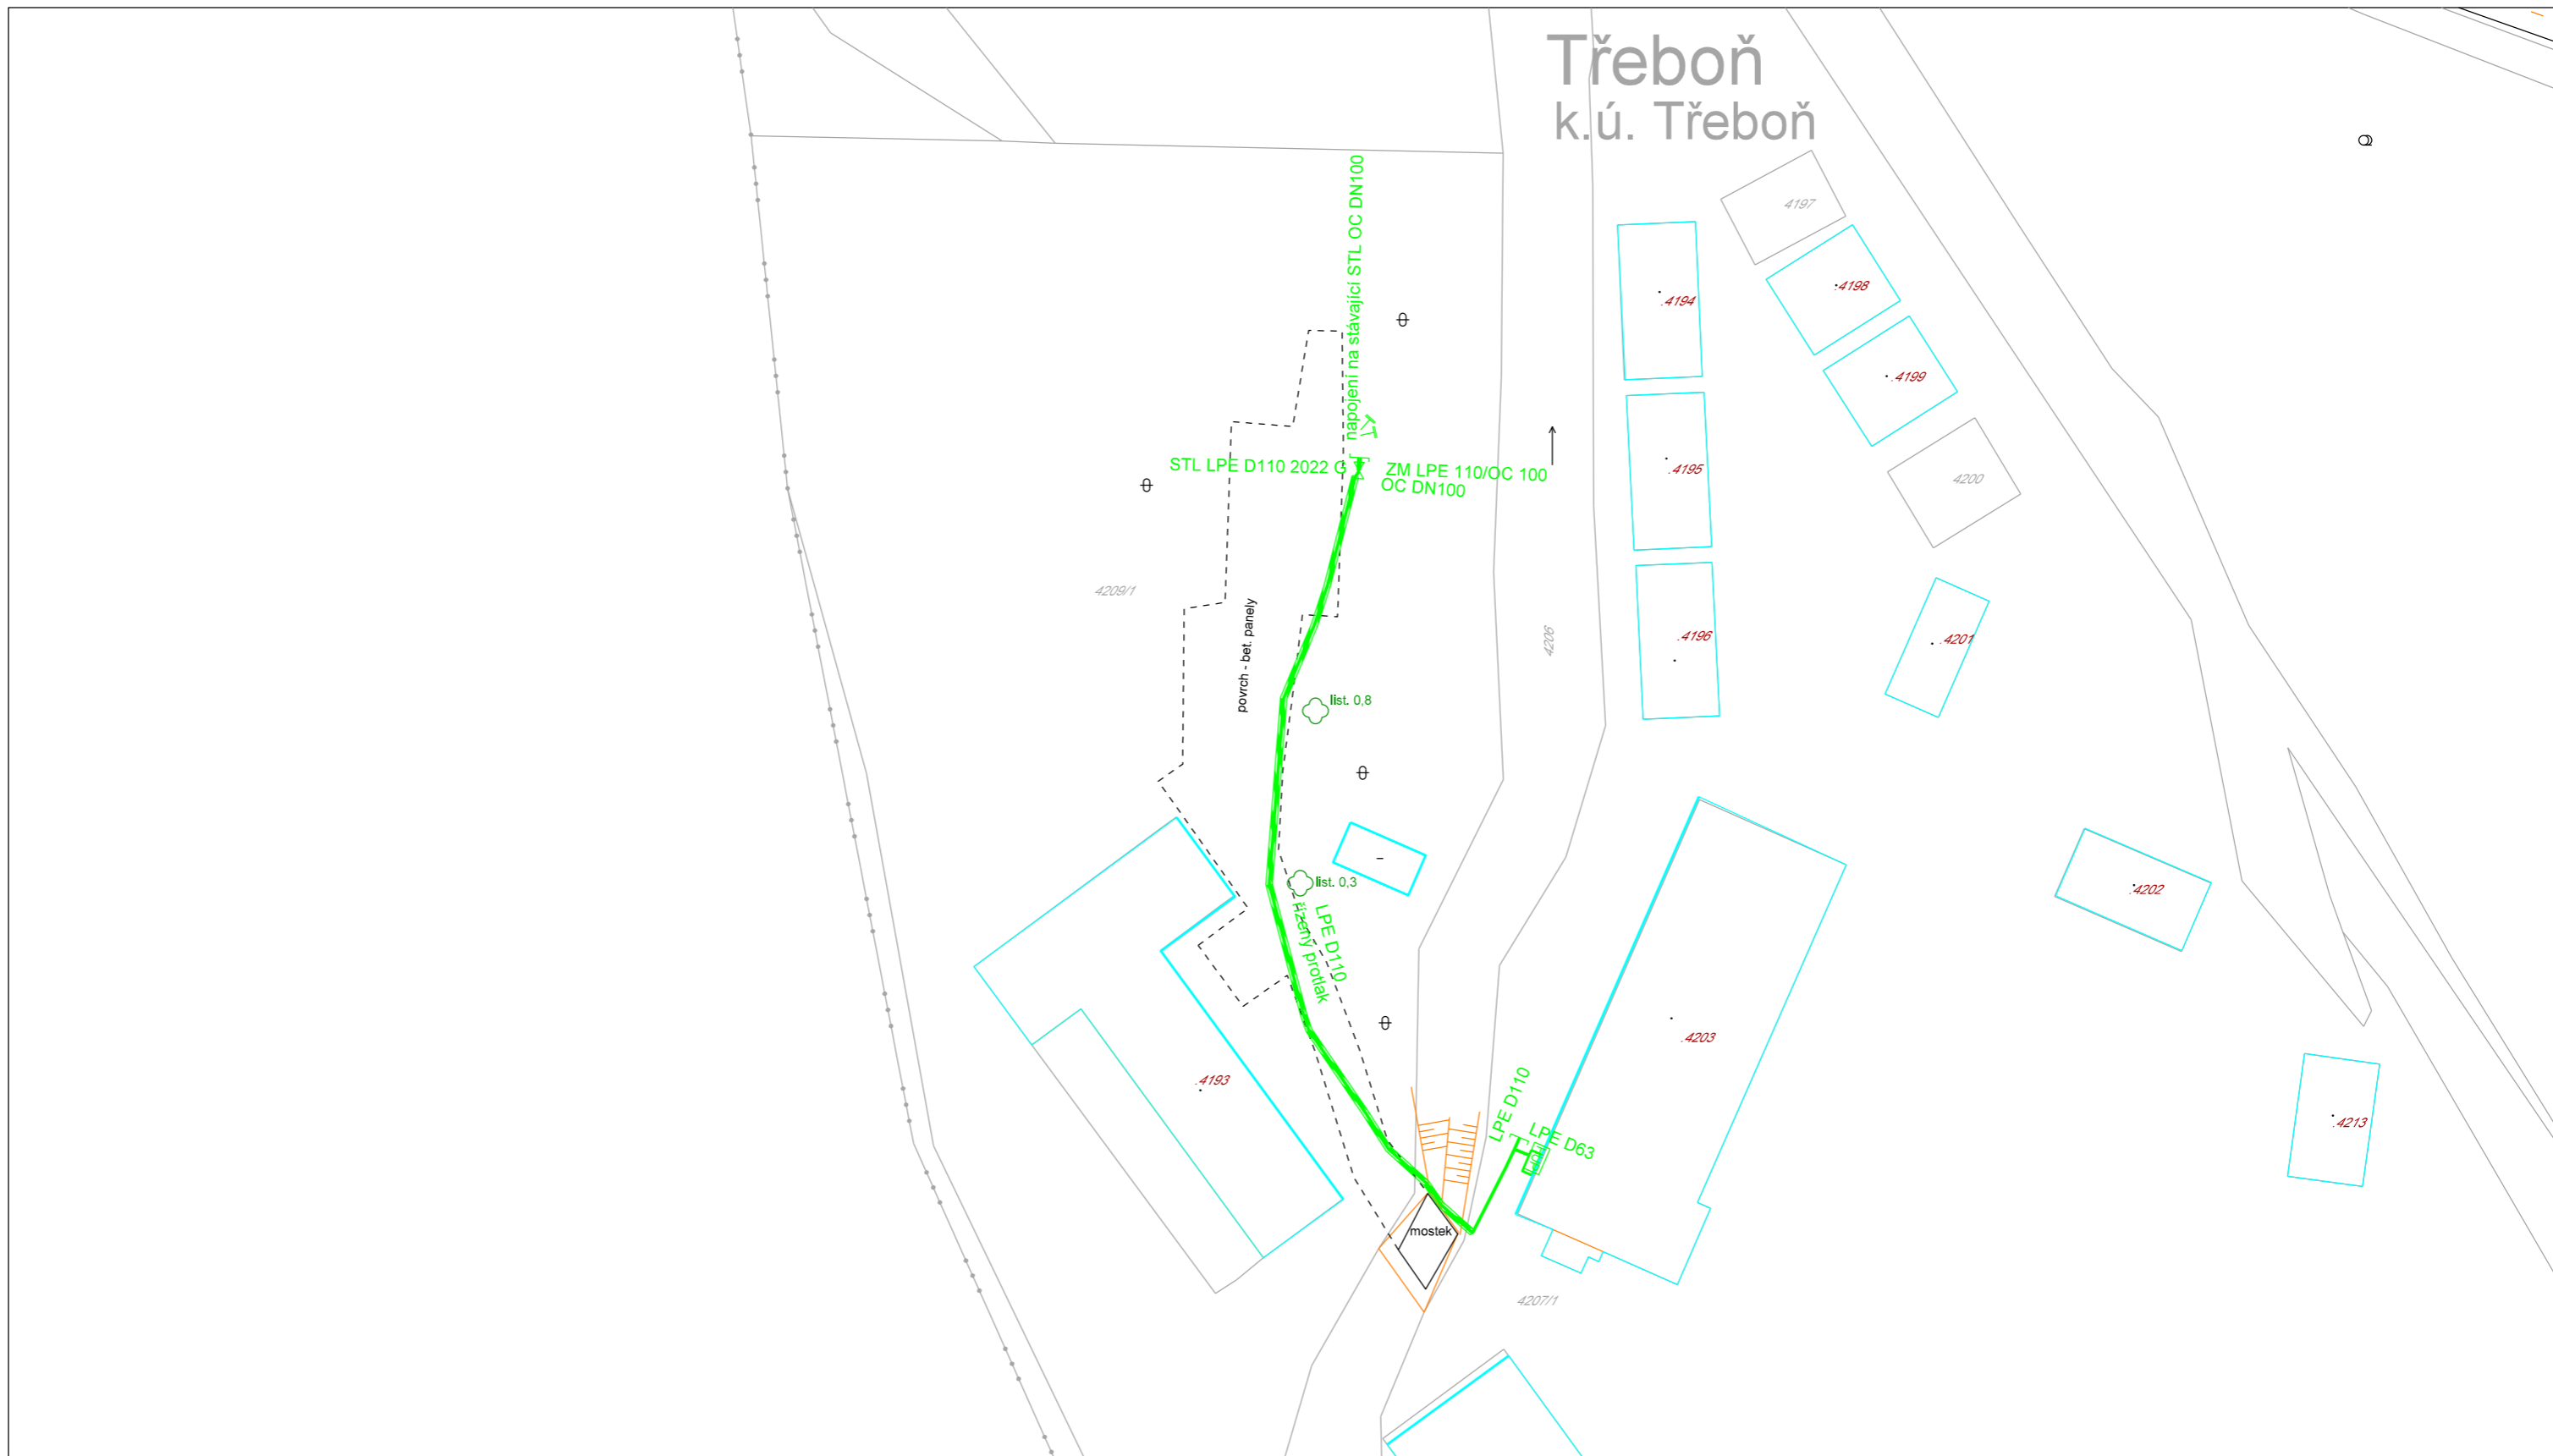 Třeboň
k.ú. Třeboň
4197
.4198
.4194
.4199
napojení na stávající STL OC DN100
STL LPE D110 2022 G
ZM LPE 110/OC 100
OC DN100
.4195
4200
4209/1
povrch - bet. panely
4206
.4196
.4201
list. 0,8
list. 0,3
LPE D110
řízený protlak
.4202
.4203
.4193
LPE D110
LPE D63
HUP
.4213
mostek
4207/1